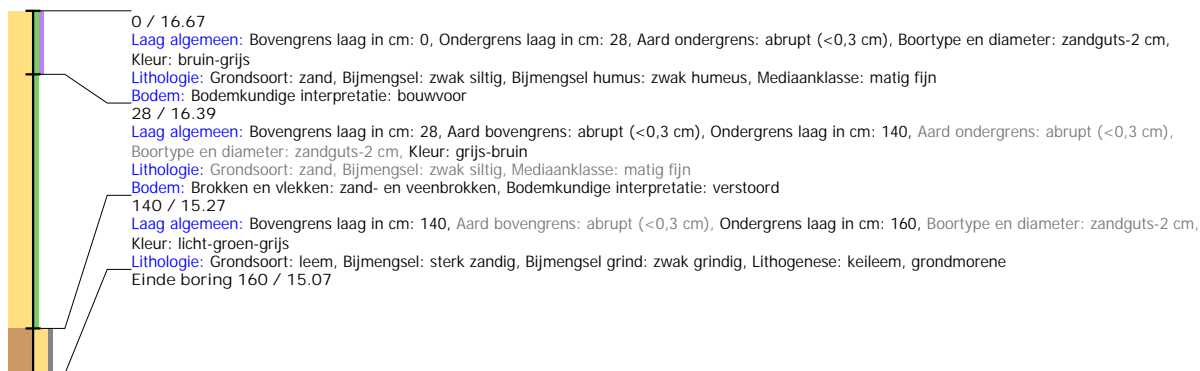 0 / 16.67
Laag algemeen: Bovengrens laag in cm: 0, Ondergrens laag in cm: 28, Aard ondergrens: abrupt (<0,3 cm), Boortype en diameter: zandguts-2 cm,
Kleur: bruin-grijs
Lithologie: Grondsoort: zand, Bijmengsel: zwak siltig, Bijmengsel humus: zwak humeus, Mediaanklasse: matig fijn
Bodem: Bodemkundige interpretatie: bouwvoor
28 / 16.39
Laag algemeen: Bovengrens laag in cm: 28, Aard bovengrens: abrupt (<0,3 cm), Ondergrens laag in cm: 140, Aard ondergrens: abrupt (<0,3 cm),
Boortype en diameter: zandguts-2 cm, Kleur: grijs-bruin
Lithologie: Grondsoort: zand, Bijmengsel: zwak siltig, Mediaanklasse: matig fijn
Bodem: Brokken en vlekken: zand- en veenbrokken, Bodemkundige interpretatie: verstoord
140 / 15.27
Laag algemeen: Bovengrens laag in cm: 140, Aard bovengrens: abrupt (<0,3 cm), Ondergrens laag in cm: 160, Boortype en diameter: zandguts-2 cm,
Kleur: licht-groen-grijs
Lithologie: Grondsoort: leem, Bijmengsel: sterk zandig, Bijmengsel grind: zwak grindig, Lithogenese: keileem, grondmorene
Einde boring 160 / 15.07